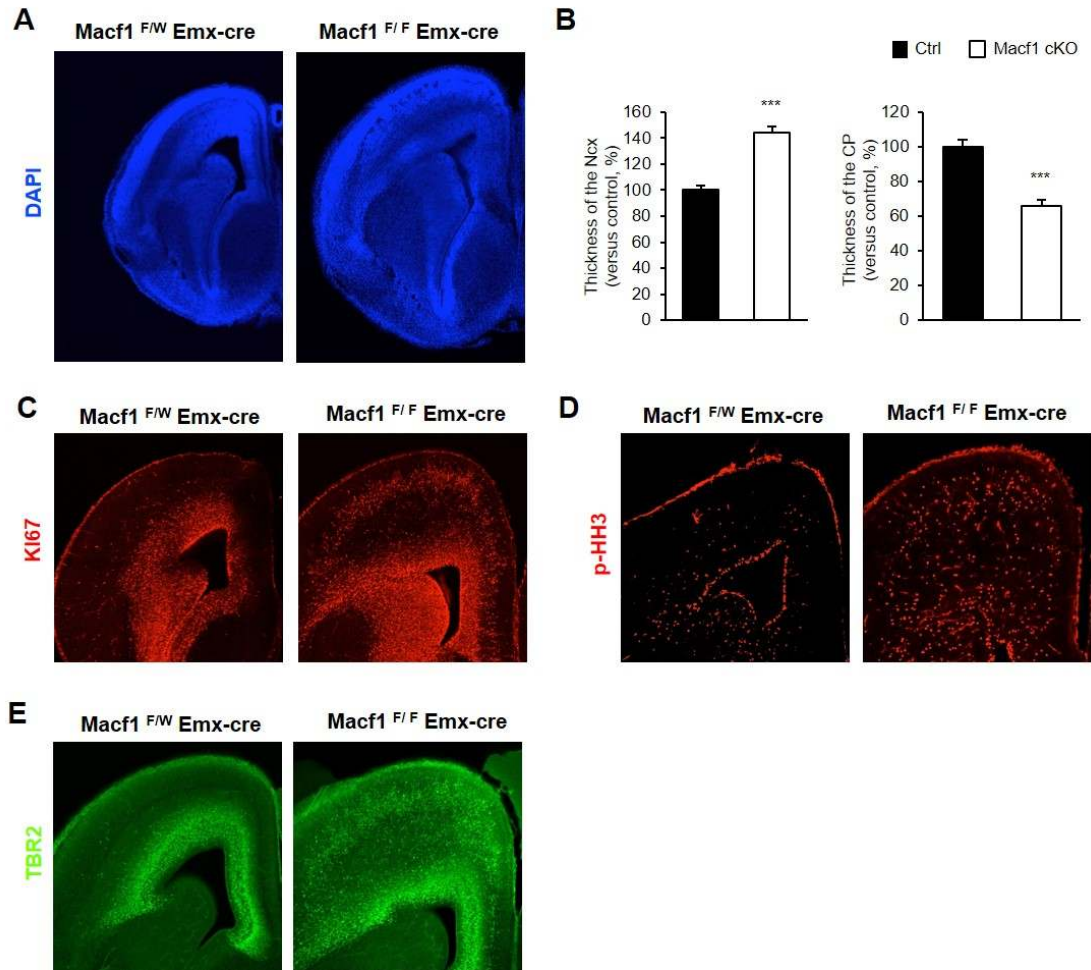 A
Macf1 F/W Emx-cre
Macf1 F/ F Emx-cre
DAPI
B
Ctrl
Macf1 cKO
Thickness of the Ncx
(versus control, %)
160
140
120
100
80
60
40
20
0
***
Thickness of the CP
(versus control, %)
120
100
80
60
40
20
0
***
C
Macf1 F/W Emx-cre
Macf1 F/ F Emx-cre
KI67
D
Macf1 F/W Emx-cre
Macf1 F/ F Emx-cre
p-HH3
E
Macf1 F/W Emx-cre
Macf1 F/ F Emx-cre
TBR2